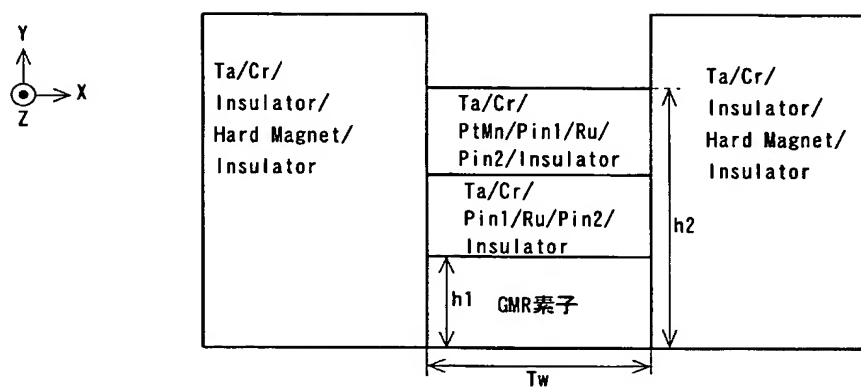 Y
X
Z
Ta/Cr/
Insulator/
Hard Magnet/
Insulator
Ta/Cr/
PtMn/Pin1/Ru/
Pin2/Insulator
Ta/Cr/
Pin1/Ru/Pin2/
Insulator
h1
GMR素子
Tw
h2
Ta/Cr/
Insulator/
Hard Magnet/
Insulator